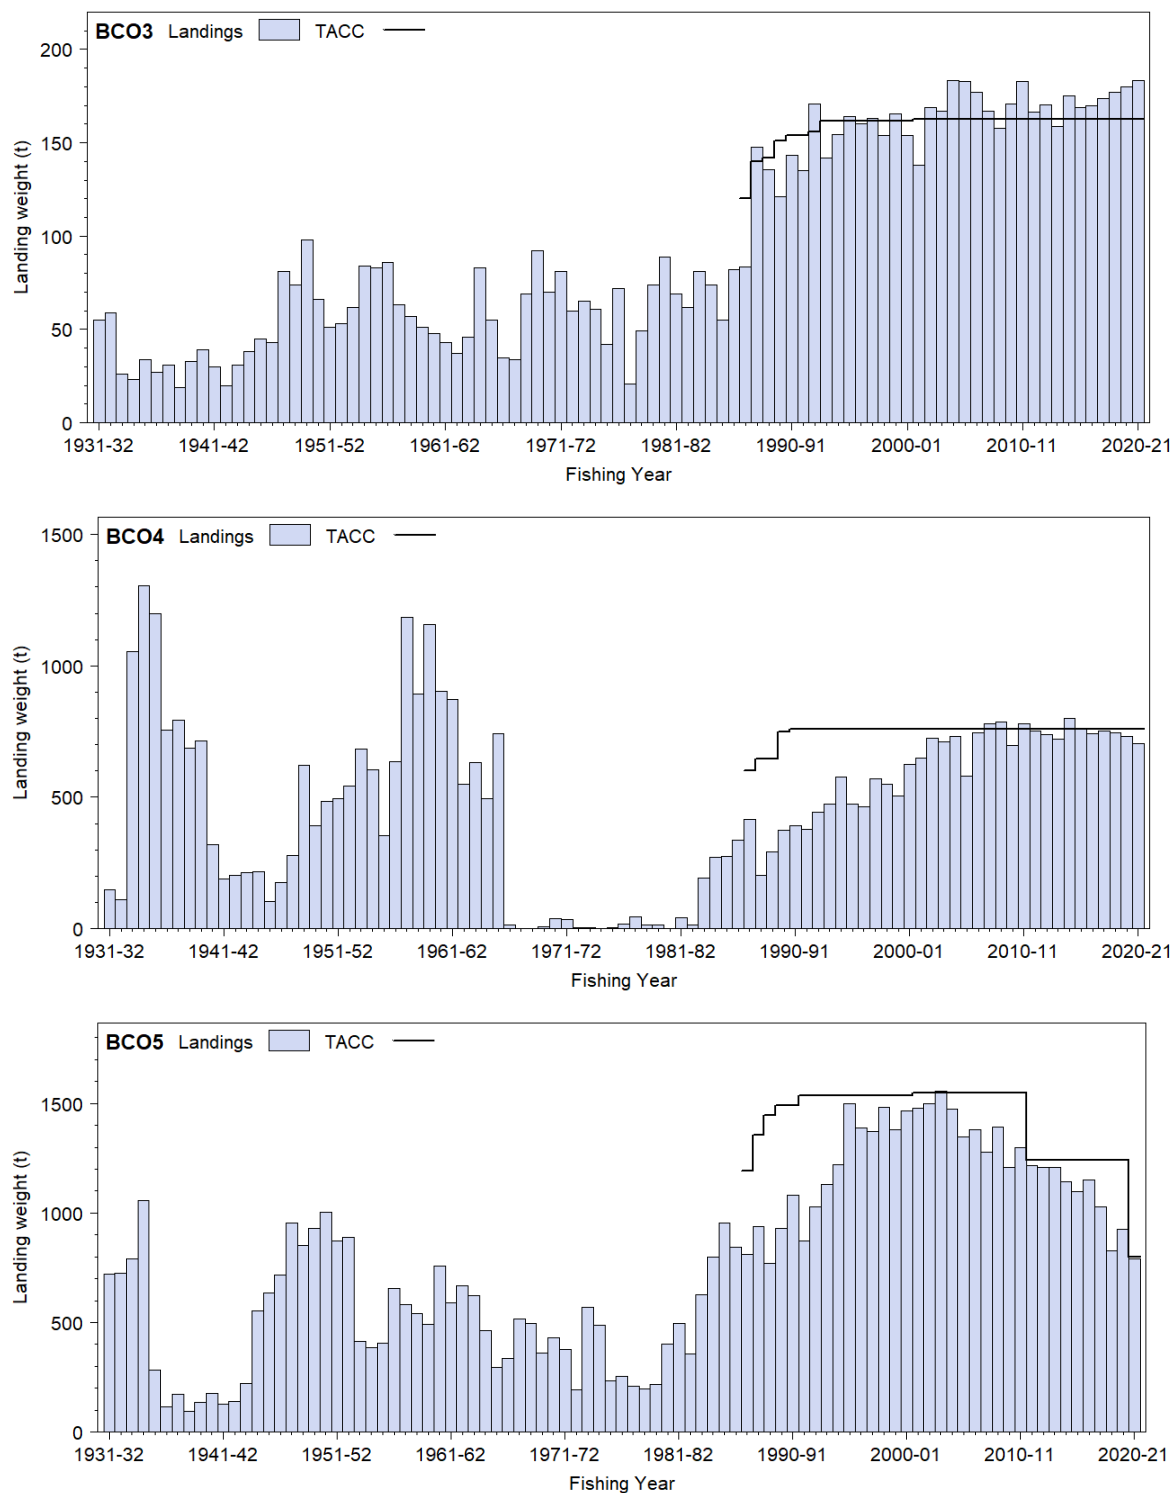 BCO3 Landings TACC
Landing weight (t)
200
150
100
50
0
1931-32 1941-42 1951-52 1961-62 1971-72 1981-82 1990-91 2000-01 2010-11 2020-21
Fishing Year
BCO4 Landings TACC
Landing weight (t)
1500
1000
500
0
1931-32 1941-42 1951-52 1961-62 1971-72 1981-82 1990-91 2000-01 2010-11 2020-21
Fishing Year
BCO5 Landings TACC
Landing weight (t)
1500
1000
500
0
1931-32 1941-42 1951-52 1961-62 1971-72 1981-82 1990-91 2000-01 2010-11 2020-21
Fishing Year